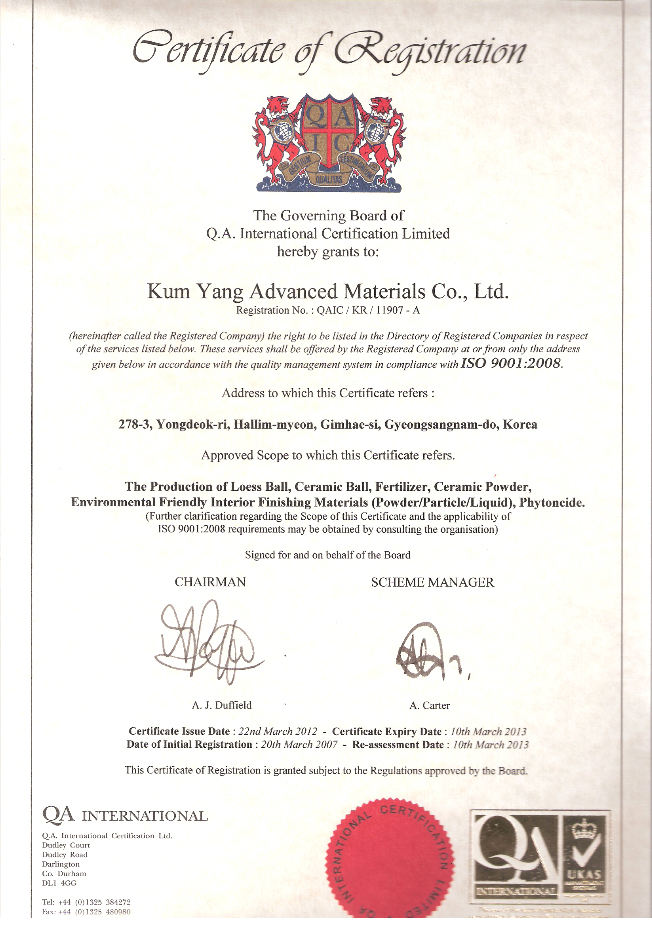 Certificate of Registration
QA
IC
QUALITAS
The Governing Board of
Q.A. International Certification Limited
hereby grants to:
Kum Yang Advanced Materials Co., Ltd.
Registration No. : QAIC / KR / 11907 - A
(hereinafter called the Registered Company) the right to be listed in the Directory of Registered Companies in respect
of the services listed below. These services shall be offered by the Registered Company at or from only the address
given below in accordance with the quality management system in compliance with ISO 9001:2008.
Address to which this Certificate refers :
278-3, Yongdeok-ri, Hallim-myeon, Gimhae-si, Gyeongsangnam-do, Korea
Approved Scope to which this Certificate refers.
The Production of Loess Ball, Ceramic Ball, Fertilizer, Ceramic Powder,
Environmental Friendly Interior Finishing Materials (Powder/Particle/Liquid), Phytoncide.
(Further clarification regarding the Scope of this Certificate and the applicability of
ISO 9001:2008 requirements may be obtained by consulting the organisation)
Signed for and on behalf of the Board
CHAIRMAN SCHEME MANAGER
A. J. Duffield A. Carter
Certificate Issue Date : 22nd March 2012 - Certificate Expiry Date : 10th March 2013
Date of Initial Registration : 20th March 2007 - Re-assessment Date : 10th March 2013
This Certificate of Registration is granted subject to the Regulations approved by the Board.
QA INTERNATIONAL
Q.A. International Certification Ltd.
Dudley Court
Dudley Road
Darlington
Co. Durham
DL1 4GG
Tel: +44 (0)1325 384272
Fax: +44 (0)1325 480980
INTERNATIONAL CERTIFICATION LIMITED
QA
INTERNATIONAL
UKAS